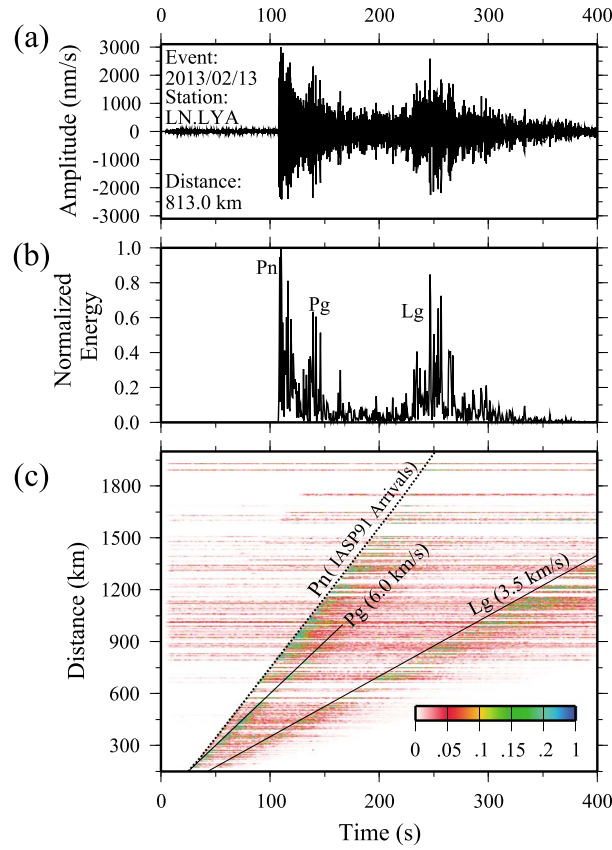 0 100 200 300 400
(a)
Amplitude (nm/s)
3000
2000
1000
0
-1000
-2000
-3000
Event:
2013/02/13
Station:
LN.LYA
Distance:
813.0 km
(b)
Normalized
Energy
1.0
0.8
0.6
0.4
0.2
0.0
Pn
Pg
Lg
(c)
Distance (km)
1800
1500
1200
900
600
300
Pn( IASP91 Arrivals)
Pg (6.0 km/s)
Lg (3.5 km/s)
0 .05 .1 .15 .2 1
0 100 200 300 400
Time (s)